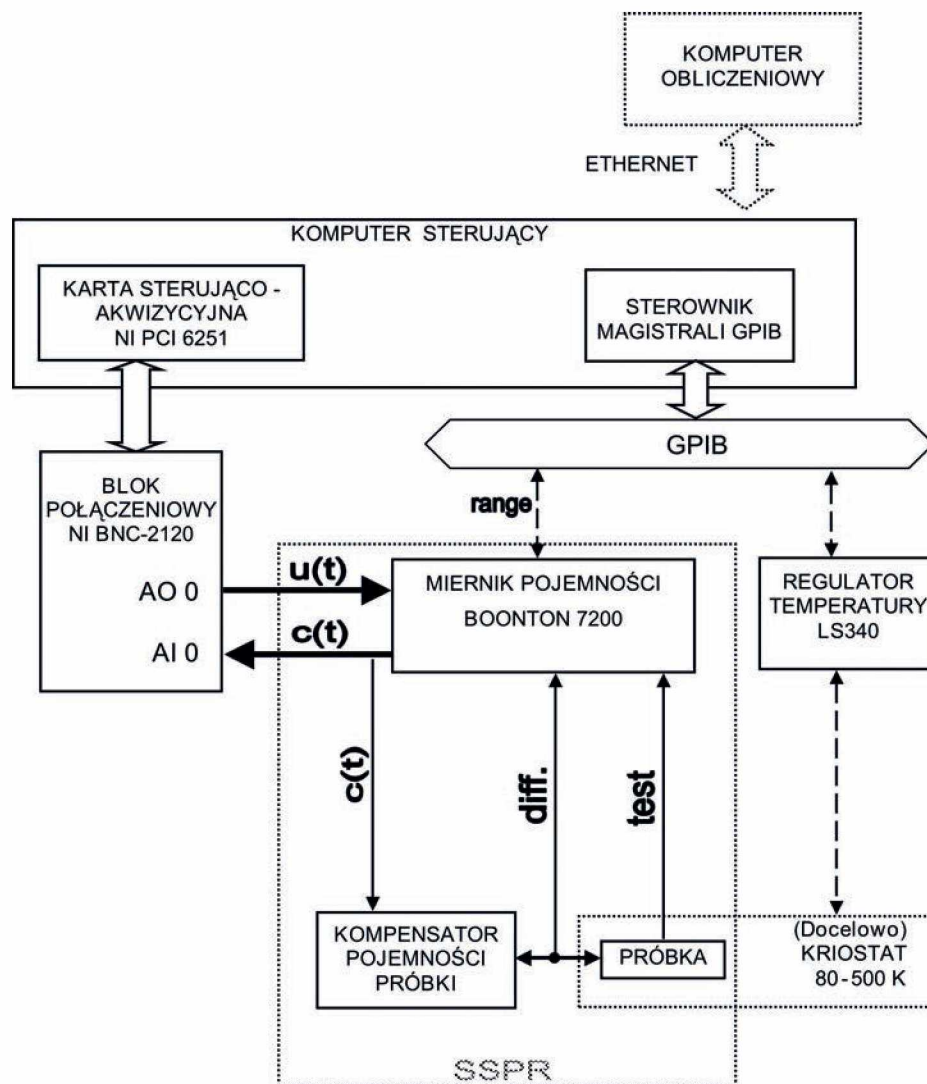 KOMPUTER
OBLICZENIOWY
ETHERNET
KOMPUTER STERUJĄCY
KARTA STERUJĄCO -
AKWIZYCYJNA
NI PCI 6251
STEROWNIK
MAGISTRALI GPIB
GPIB
BLOK
POŁĄCZENIOWY
NI BNC-2120
AO 0
AI 0
range
u(t)
c(t)
MIERNIK POJEMNOŚCI
BOONTON 7200
REGULATOR
TEMPERATURY
LS340
c(t)
diff.
test
KOMPENSATOR
POJEMNOŚCI
PRÓBKI
PRÓBKA
(Docelowo)
KRIOSTAT
80-500 K
SSPR